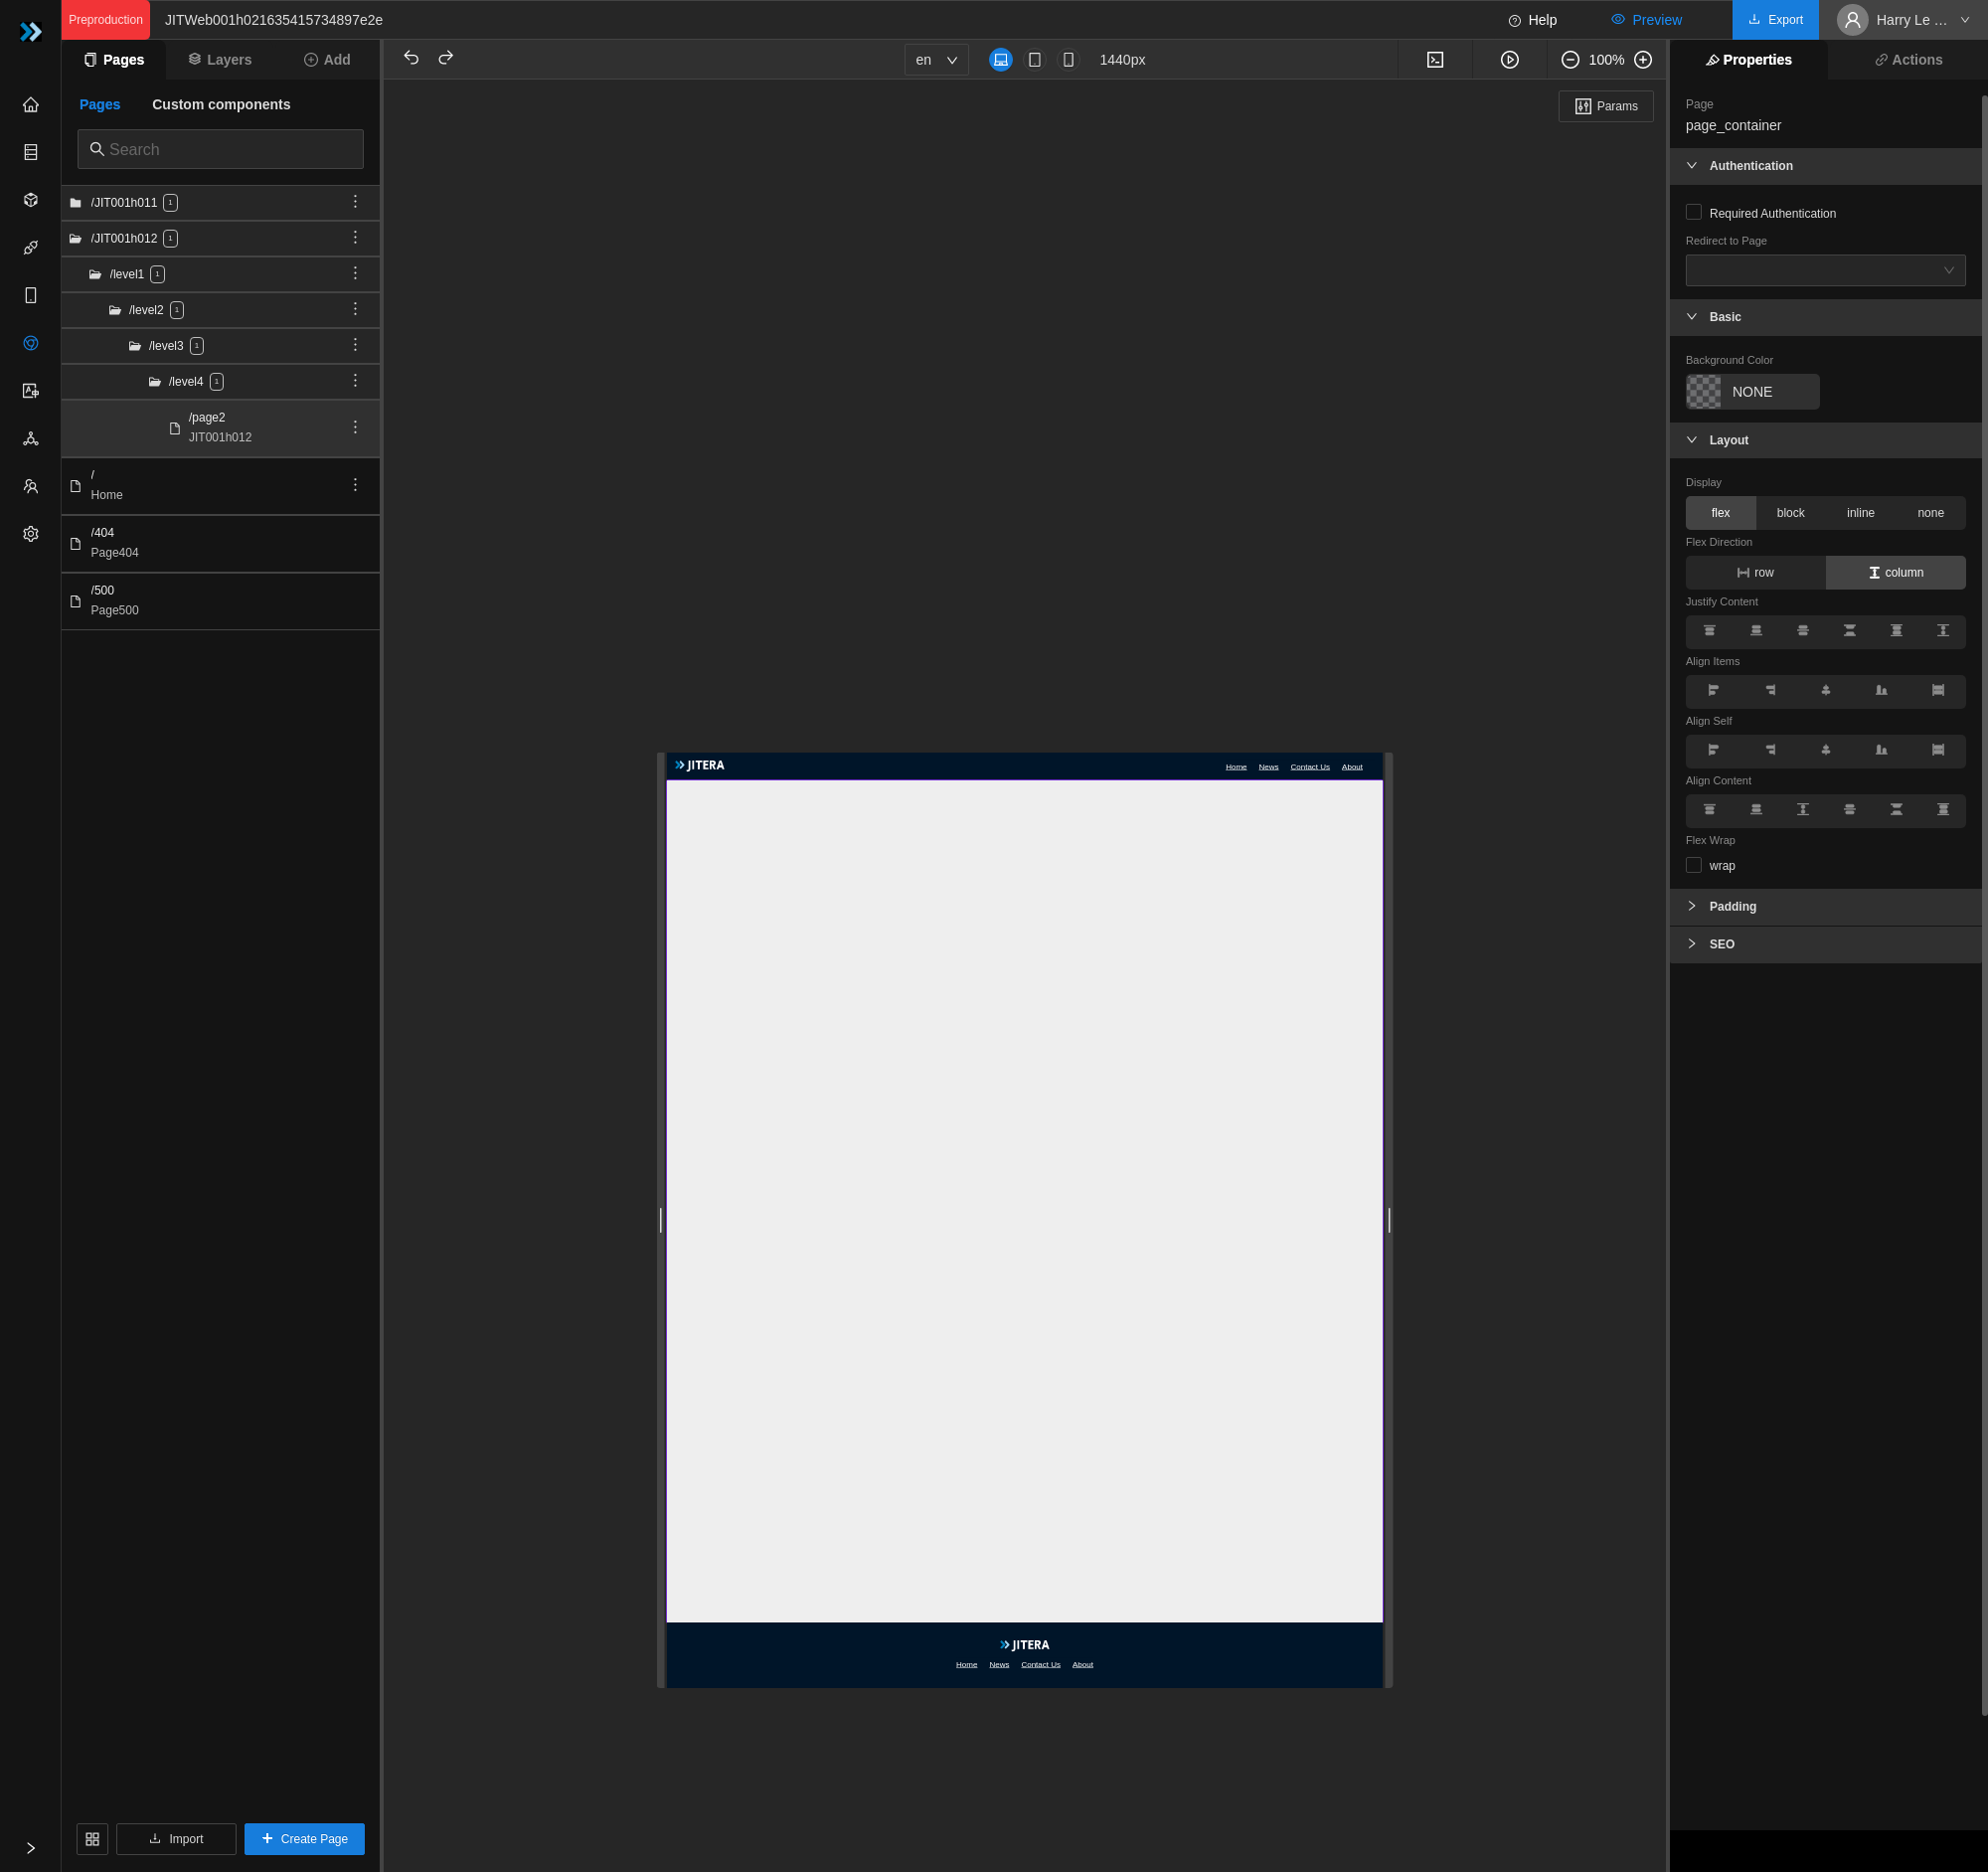 Preproduction JITWeb001h021635415734897e2e Help Preview Export Harry Le ...
Pages Layers Add
en 1440px 100%
Properties Actions
Pages Custom components
Search
/JIT001h011 1
/JIT001h012 1
/level1 1
/level2 1
/level3 1
/level4 1
/page2
JIT001h012
/
Home
/404
Page404
/500
Page500
Import Create Page
Params
JITERA Home News Contact Us About
JITERA
Home News Contact Us About
Page
page_container
Authentication
Required Authentication
Redirect to Page
Basic
Background Color
NONE
Layout
Display
flex block inline none
Flex Direction
row column
Justify Content
Align Items
Align Self
Align Content
Flex Wrap
wrap
Padding
SEO